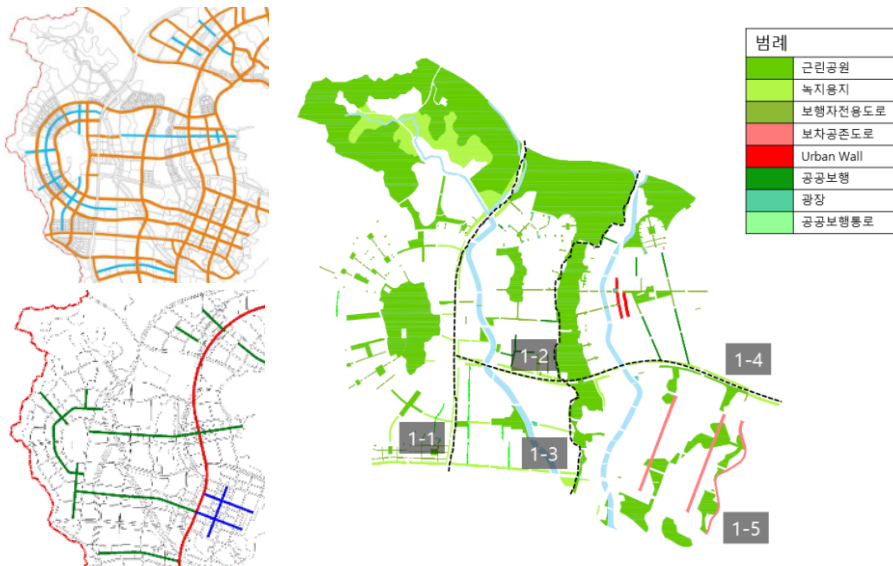 범례
근린공원
녹지용지
보행자전용도로
보차공존도로
Urban Wall
공공보행
광장
공공보행통로
1-2
1-4
1-1
1-3
1-5